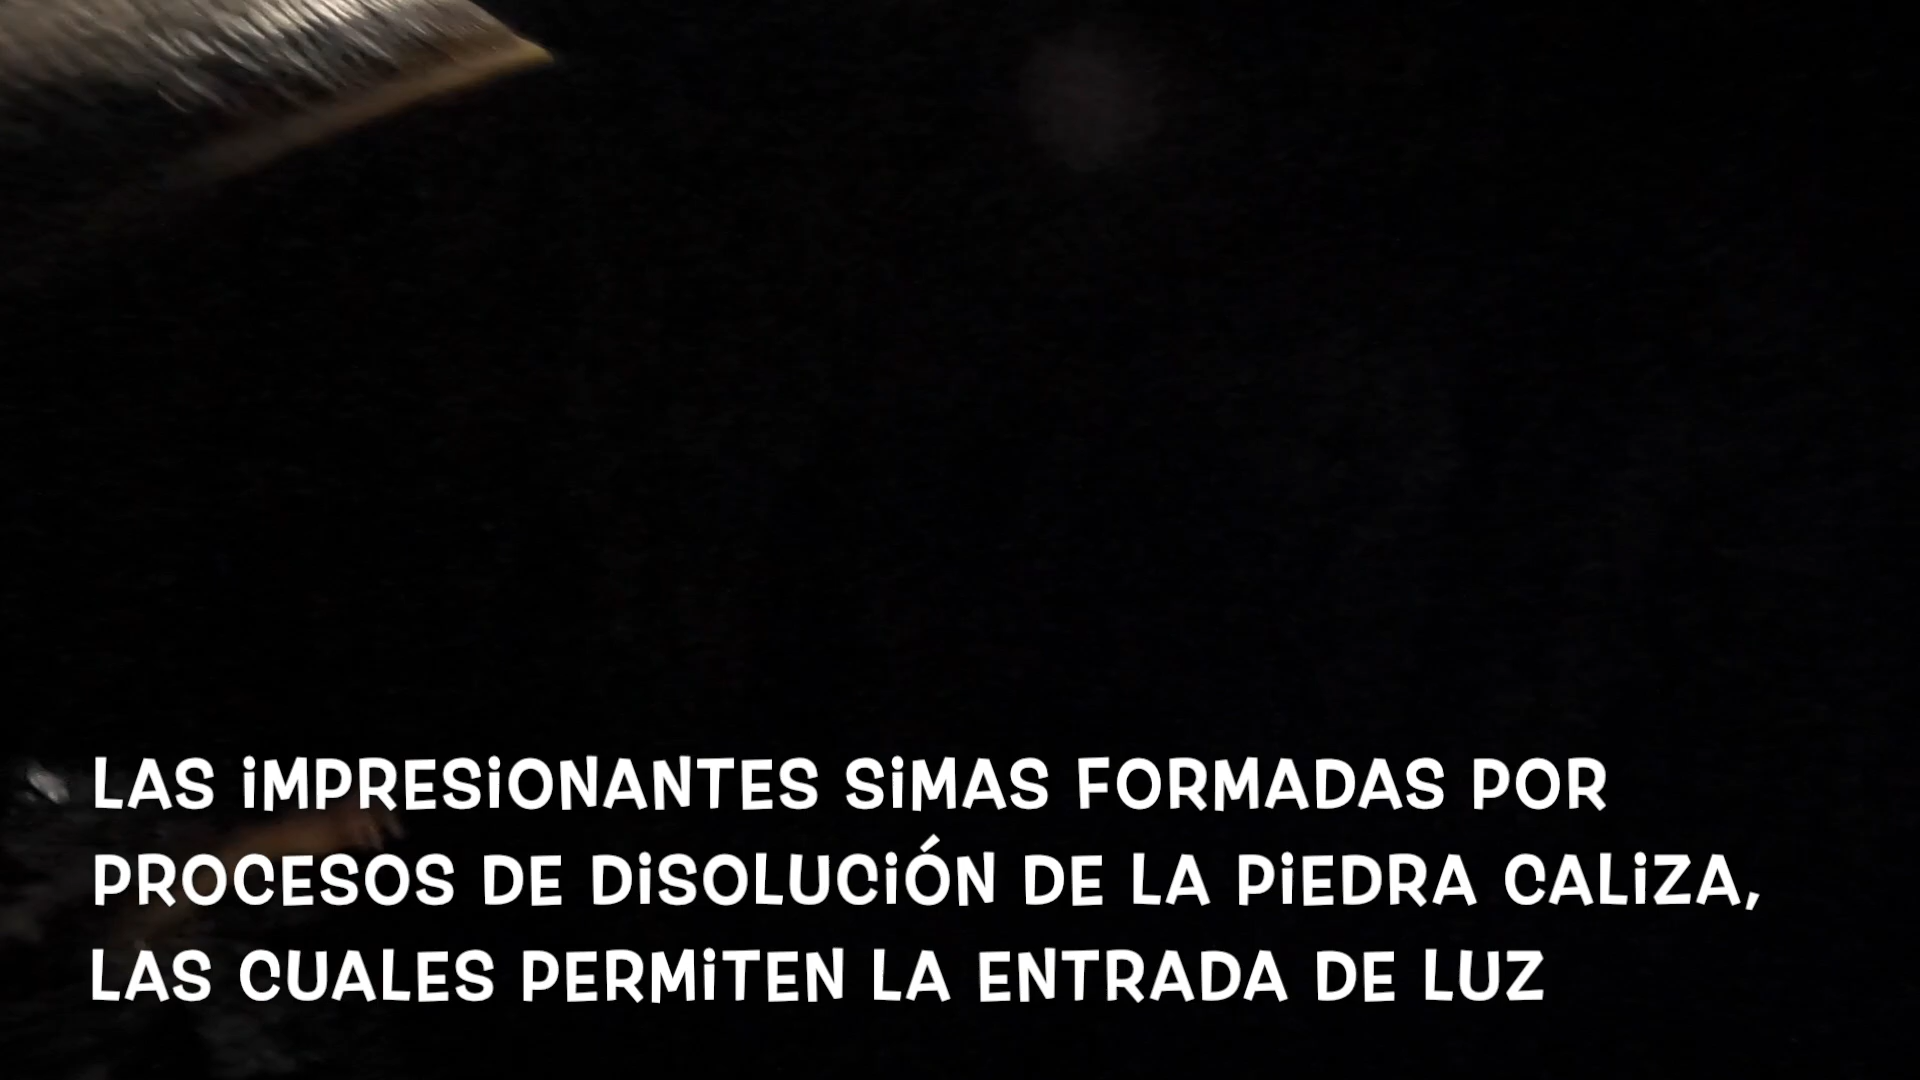 LAS iMPRESiONANTES SiMAS FORMADAS POR
PROCESOS DE DiSOLUCiÓN DE LA PiEDRA CALiZA,
LAS CUALES PERMiTEN LA ENTRADA DE LUZ